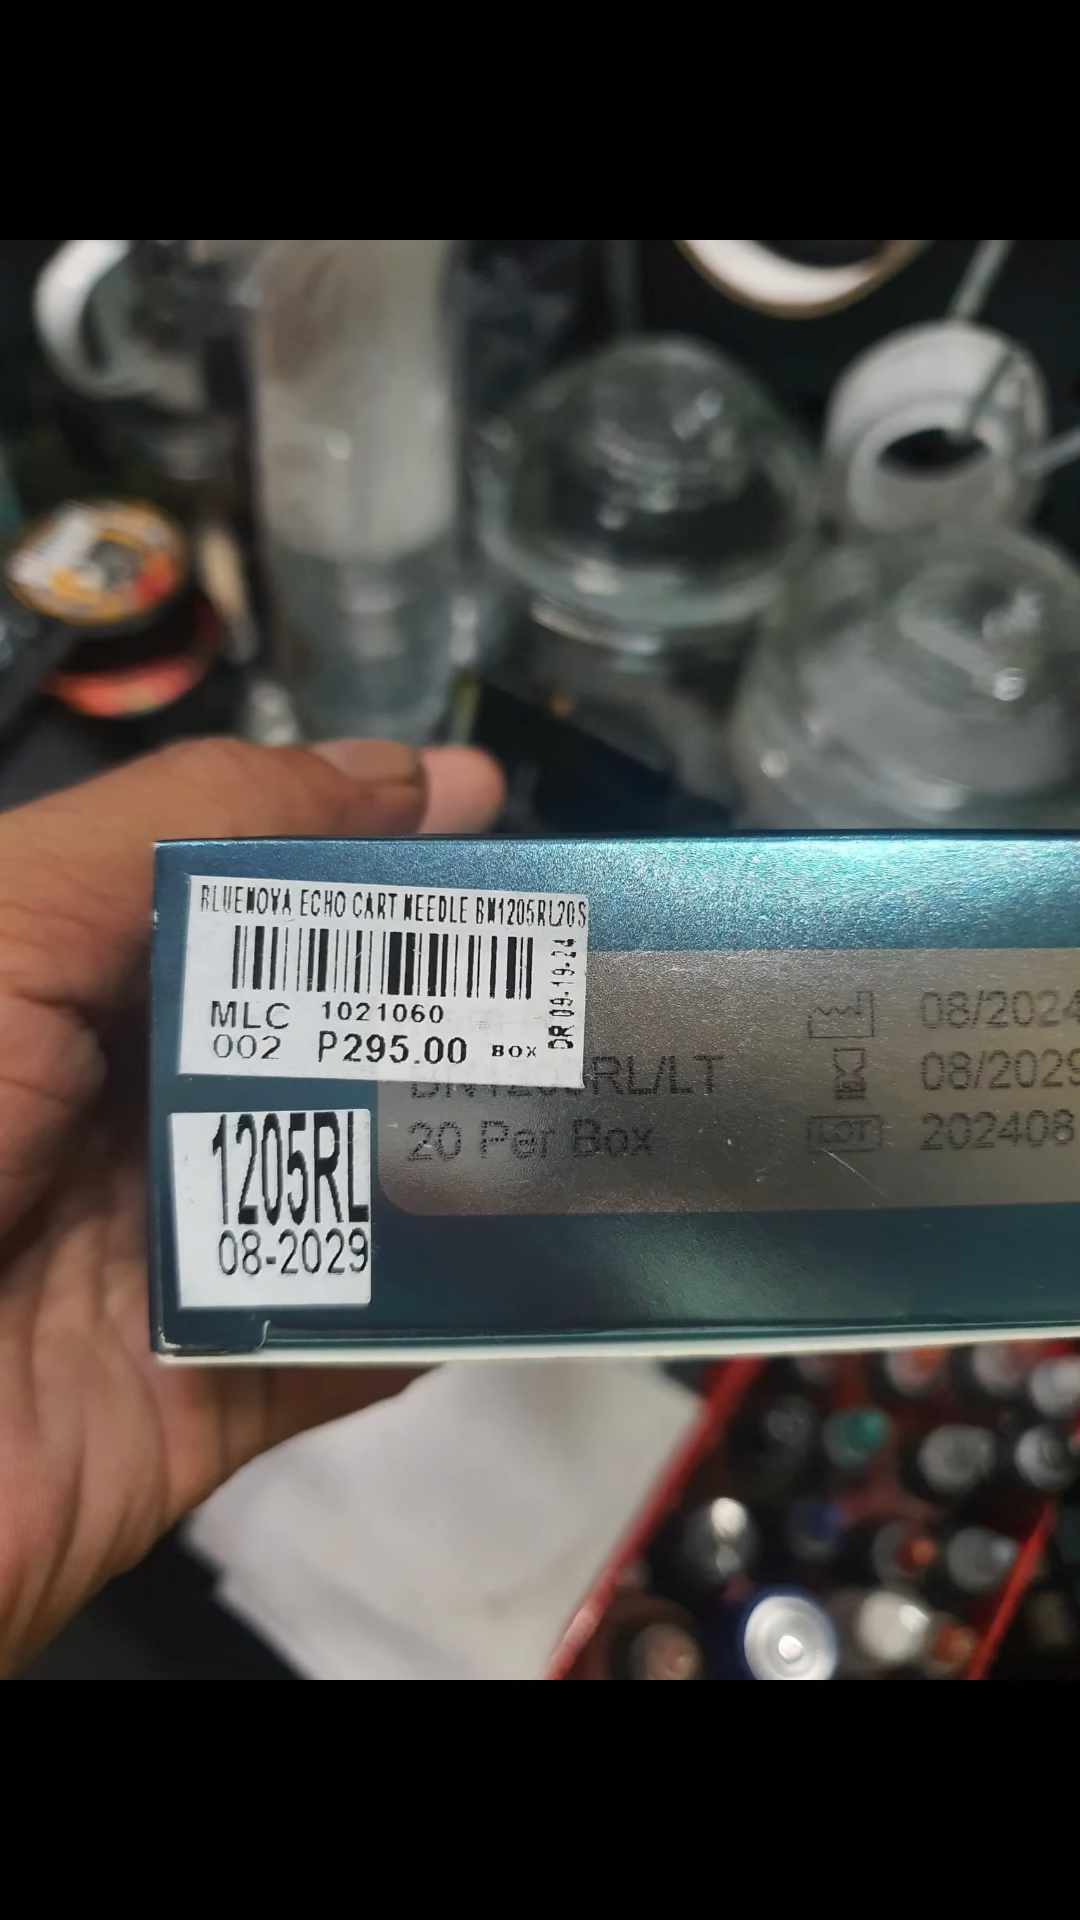 BLUENOVA ECHO CART NEEDLE BN1205RL20S
DR 09-19-24
MLC 1021060
002 P295.00 BOX
1205RL
08-2029
20 Per Box
08/2024
08/2029
LOT 202408